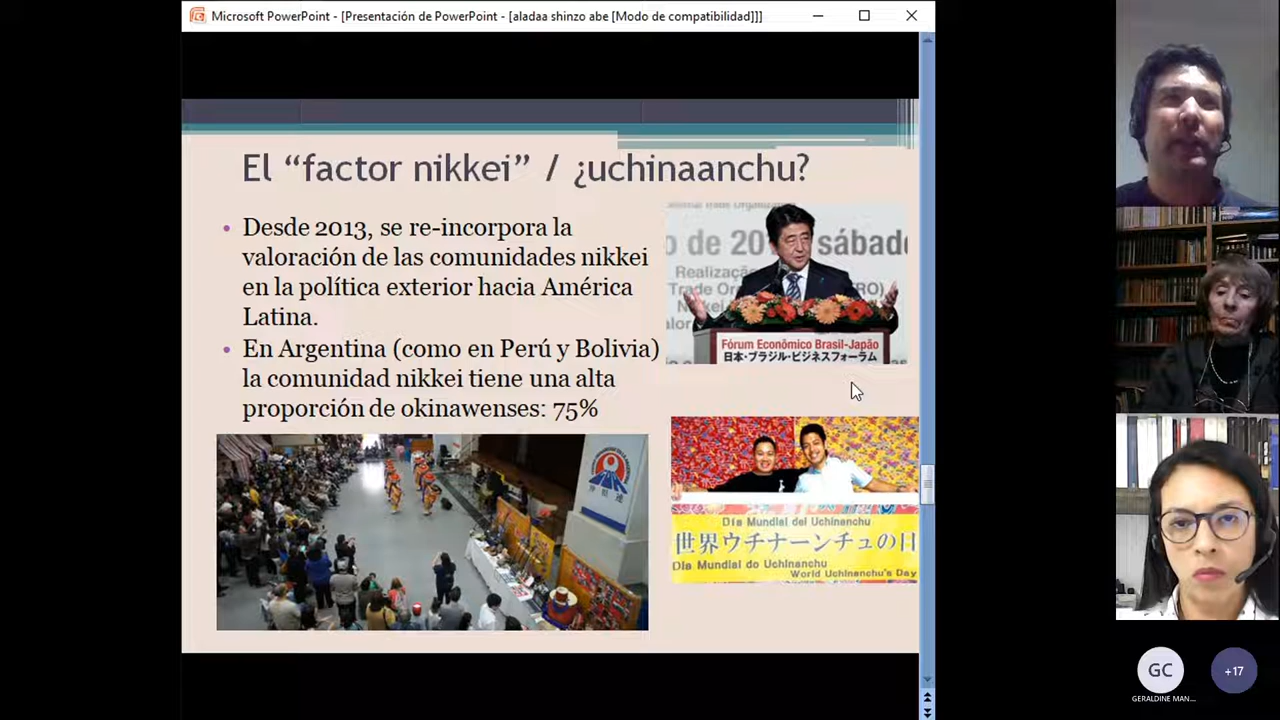 Microsoft PowerPoint - [Presentación de PowerPoint - [aladaa shinzo abe [Modo de compatibilidad]]]
El “factor nikkei” / ¿uchinaanchu?
• Desde 2013, se re-incorpora la
valoración de las comunidades nikkei
en la política exterior hacia América
Latina.
• En Argentina (como en Perú y Bolivia)
la comunidad nikkei tiene una alta
proporción de okinawenses: 75%
o de 201 sábado
Realização
Trade Or
Fórum Econômico Brasil-Japão
日本・ブラジル・ビジネスフォーラム
Día Mundial del Uchinanchu
世界ウチナーンチュの日
Dia Mundial do Uchinanchu
World Uchinanchu's Day
GC
+17
GERALDINE MAN...